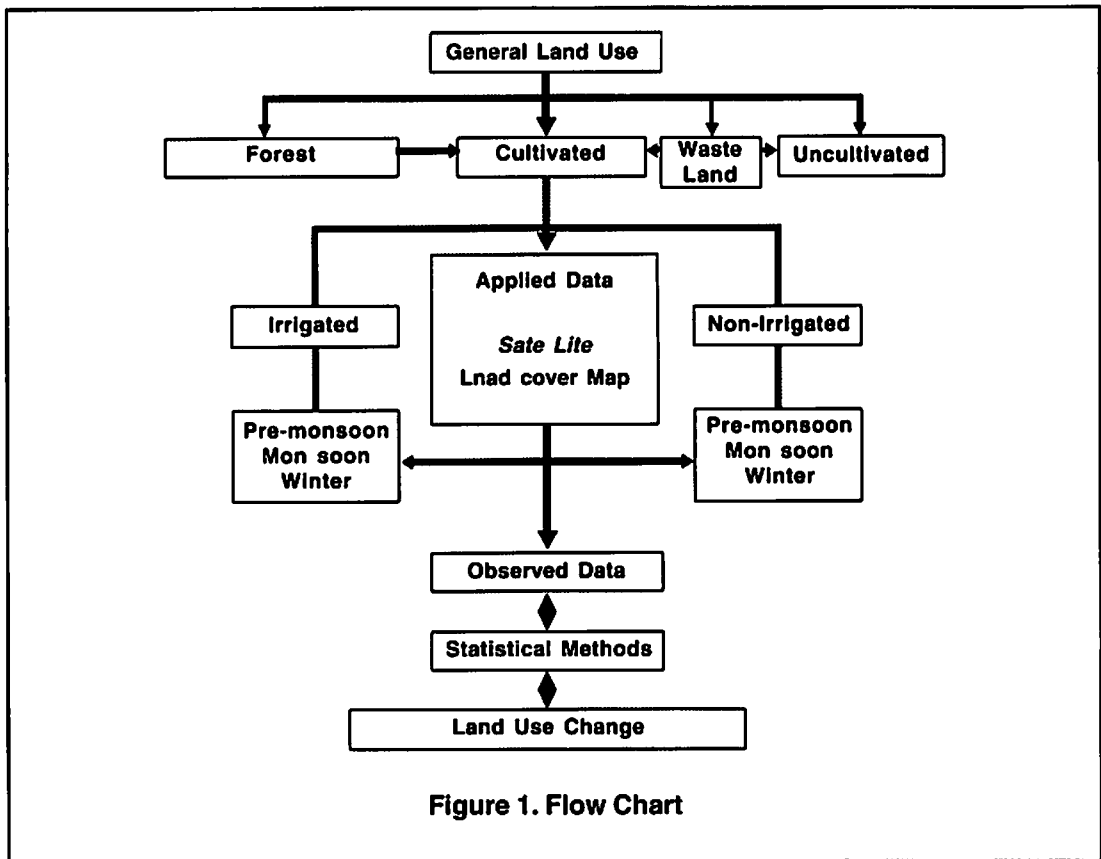 General Land Use
Forest
Cultivated
Waste
Land
Uncultivated
Applied Data
Irrigated
Non-Irrigated
Sate Lite
Lnad cover Map
Pre-monsoon
Mon soon
Winter
Pre-monsoon
Mon soon
Winter
Observed Data
Statistical Methods
Land Use Change
Figure 1. Flow Chart